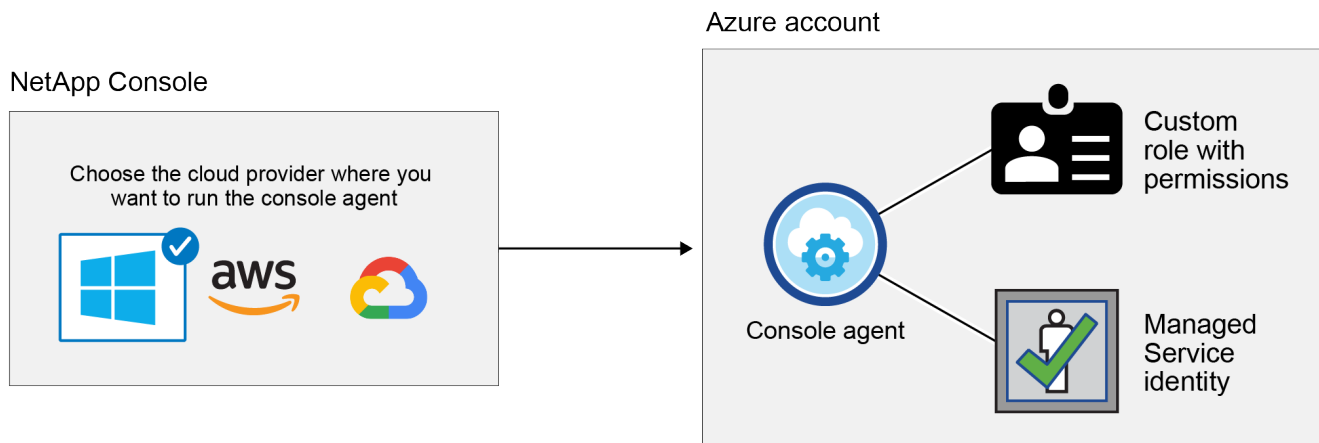 Azure account
NetApp Console
Choose the cloud provider where you
want to run the console agent
aws
Custom
role with
permissions
Console agent
Managed
Service
identity